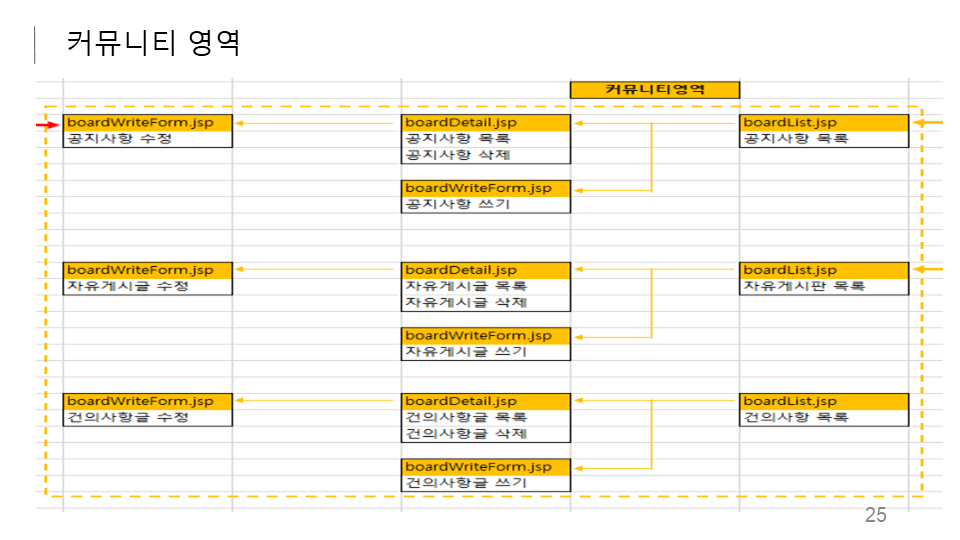 커뮤니티 영역
커뮤니티영역
boardWriteForm.jsp
공지사항 수정
boardDetail.jsp
공지사항 목록
공지사항 삭제
boardList.jsp
공지사항 목록
boardWriteForm.jsp
공지사항 쓰기
boardWriteForm.jsp
자유게시글 수정
boardDetail.jsp
자유게시글 목록
자유게시글 삭제
boardList.jsp
자유게시판 목록
boardWriteForm.jsp
자유게시글 쓰기
boardWriteForm.jsp
건의사항글 수정
boardDetail.jsp
건의사항글 목록
건의사항글 삭제
boardList.jsp
건의사항 목록
boardWriteForm.jsp
건의사항글 쓰기
25